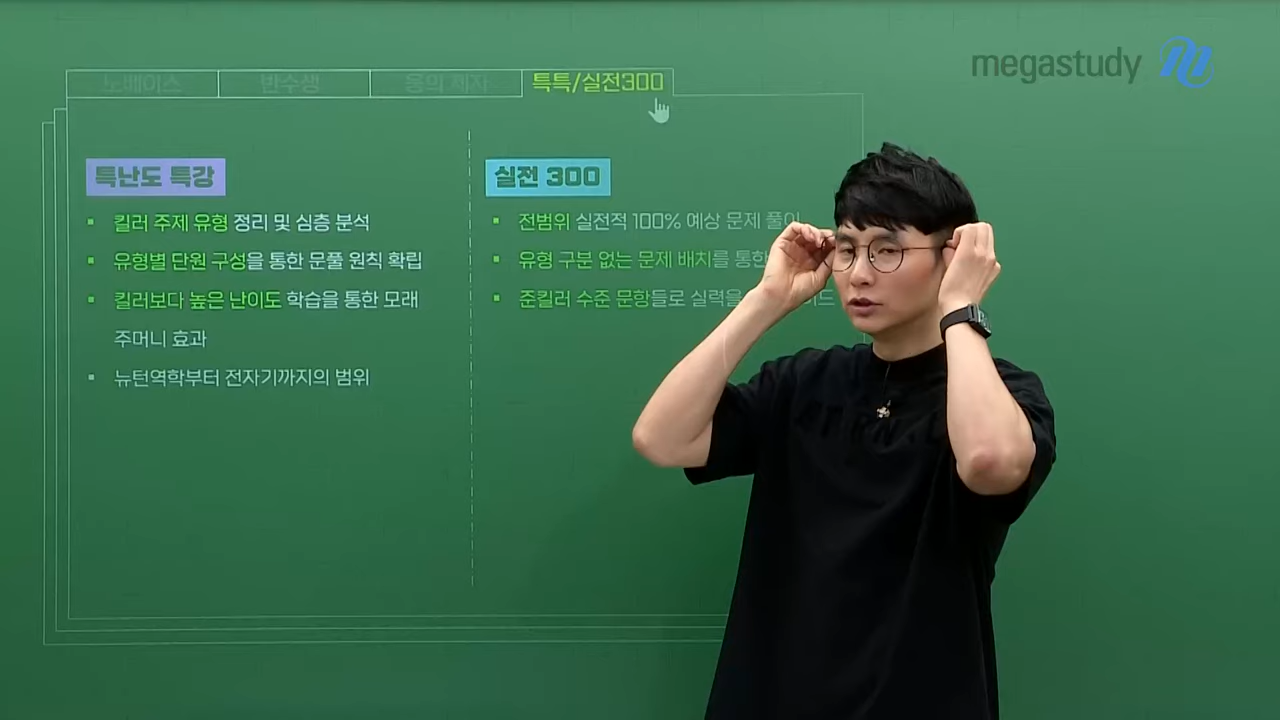 megastudy
노베이스
반수생
웅의 제자
특특/실전300
특난도 특강
킬러 주제 유형 정리 및 심층 분석
유형별 단원 구성을 통한 문풀 원칙 확립
킬러보다 높은 난이도 학습을 통한 모래
주머니 효과
뉴턴역학부터 전자기까지의 범위
실전 300
전범위 실전적 100% 예상 문제 풀이
유형 구분 없는 문제 배치를 통한
준킬러 수준 문항들로 실력을